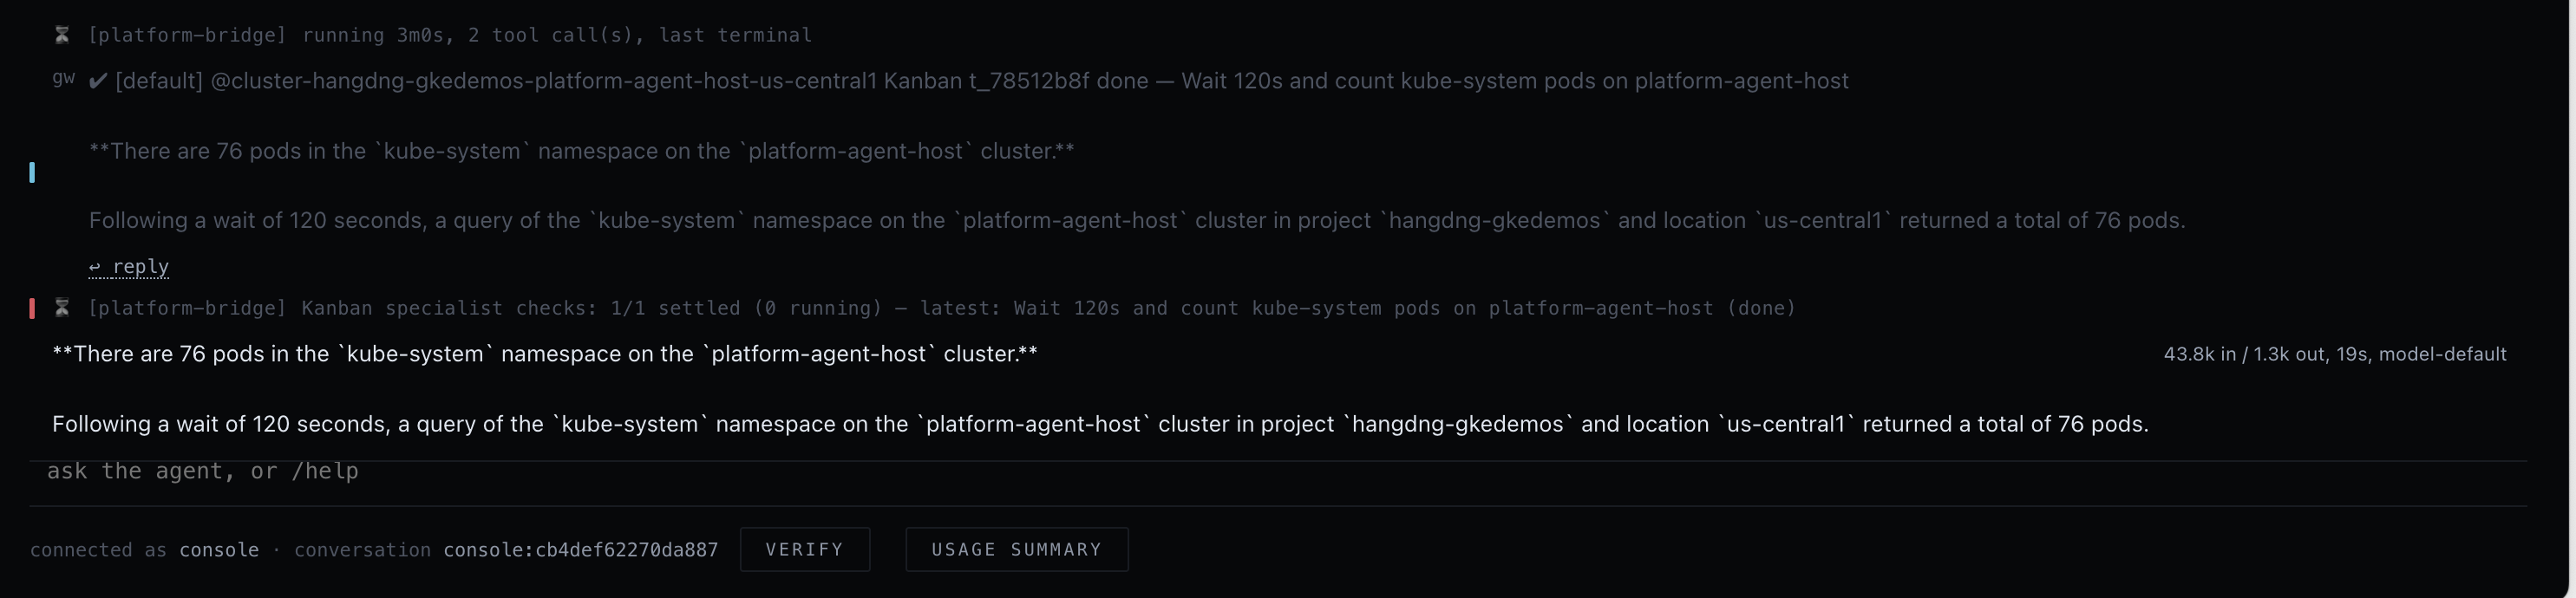 ⏳ [platform-bridge] running 3m0s, 2 tool call(s), last terminal
gw ✔ [default] @cluster-hangdng-gkedemos-platform-agent-host-us-central1 Kanban t_78512b8f done — Wait 120s and count kube-system pods on platform-agent-host
**There are 76 pods in the `kube-system` namespace on the `platform-agent-host` cluster.**
Following a wait of 120 seconds, a query of the `kube-system` namespace on the `platform-agent-host` cluster in project `hangdng-gkedemos` and location `us-central1` returned a total of 76 pods.
↩ reply
⏳ [platform-bridge] Kanban specialist checks: 1/1 settled (0 running) — latest: Wait 120s and count kube-system pods on platform-agent-host (done)
**There are 76 pods in the `kube-system` namespace on the `platform-agent-host` cluster.** 43.8k in / 1.3k out, 19s, model-default
Following a wait of 120 seconds, a query of the `kube-system` namespace on the `platform-agent-host` cluster in project `hangdng-gkedemos` and location `us-central1` returned a total of 76 pods.
ask the agent, or /help
connected as console · conversation console:cb4def62270da887 VERIFY USAGE SUMMARY